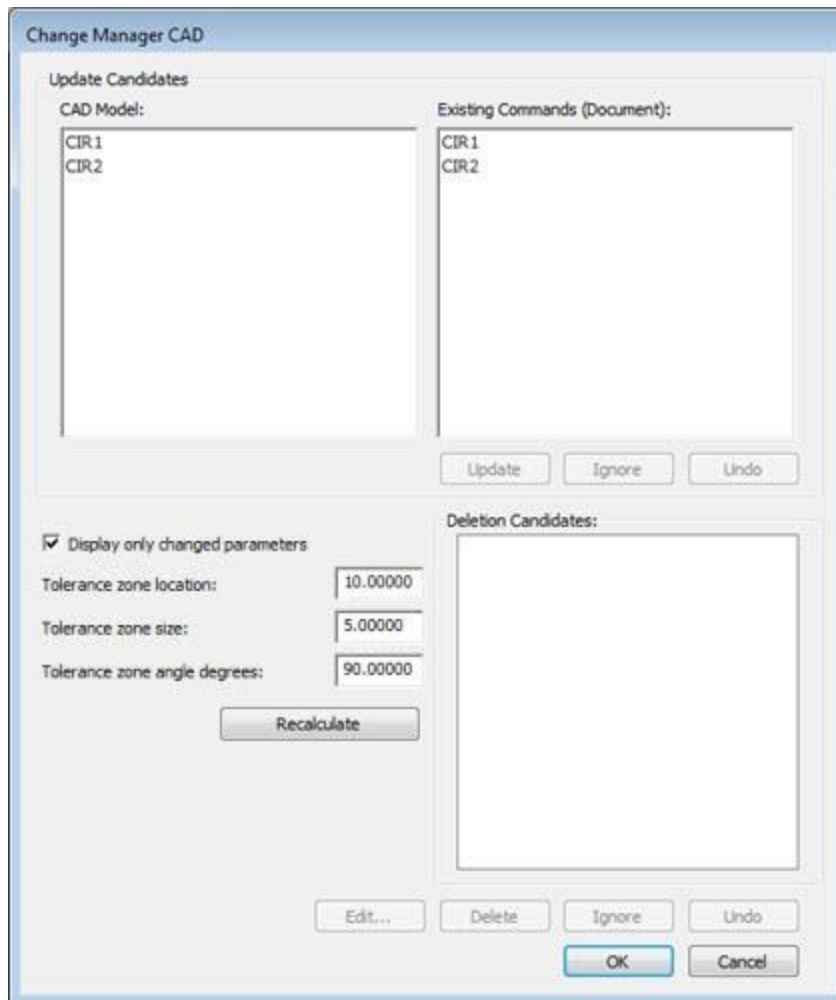 Change Manager CAD
Update Candidates
CAD Model:
CIR1
CIR2
Existing Commands (Document):
CIR1
CIR2
Update
Ignore
Undo
Display only changed parameters
Tolerance zone location:
10.00000
Tolerance zone size:
5.00000
Tolerance zone angle degrees:
90.00000
Recalculate
Deletion Candidates:
Edit...
Delete
Ignore
Undo
OK
Cancel